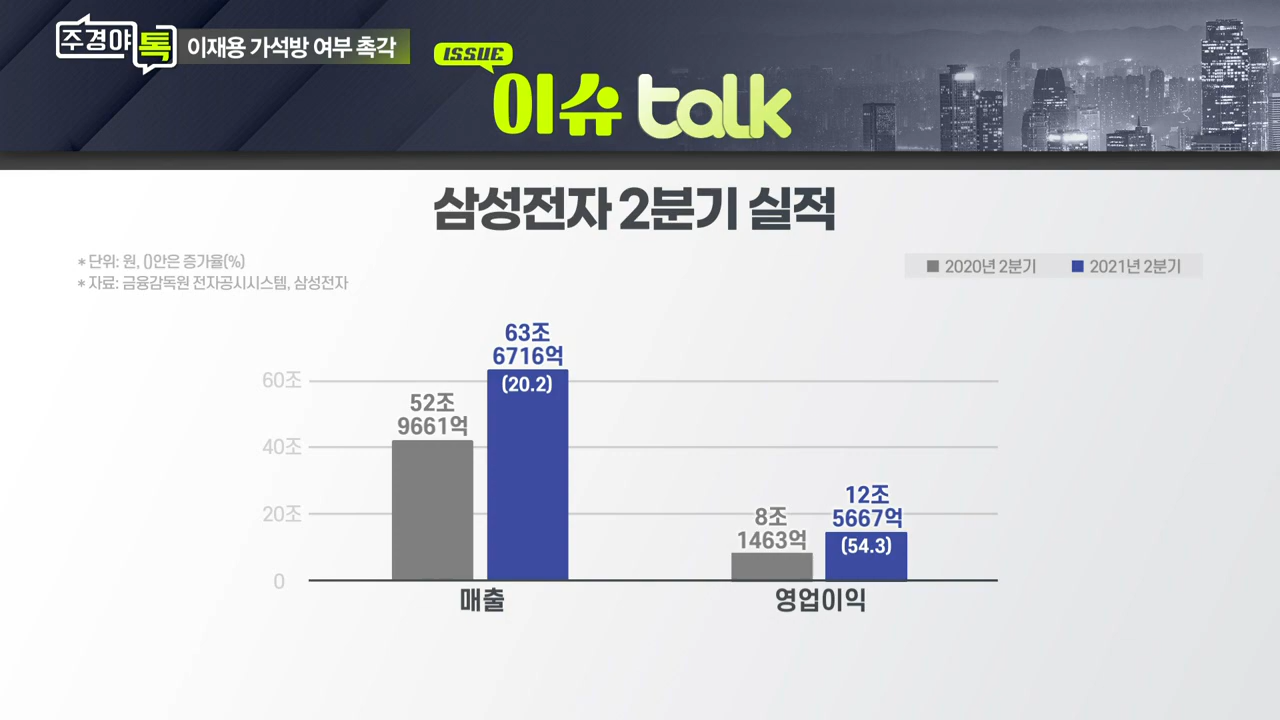 주경야톡
이재용 가석방 여부 촉각
ISSUE
이슈 talk
삼성전자 2분기 실적
* 단위: 원, ()안은 증가율(%)
* 자료: 금융감독원 전자공시시스템, 삼성전자
2020년 2분기 2021년 2분기
63조
6716억
(20.2)
52조
9661억
12조
5667억
(54.3)
8조
1463억
60조
40조
20조
0
매출 영업이익